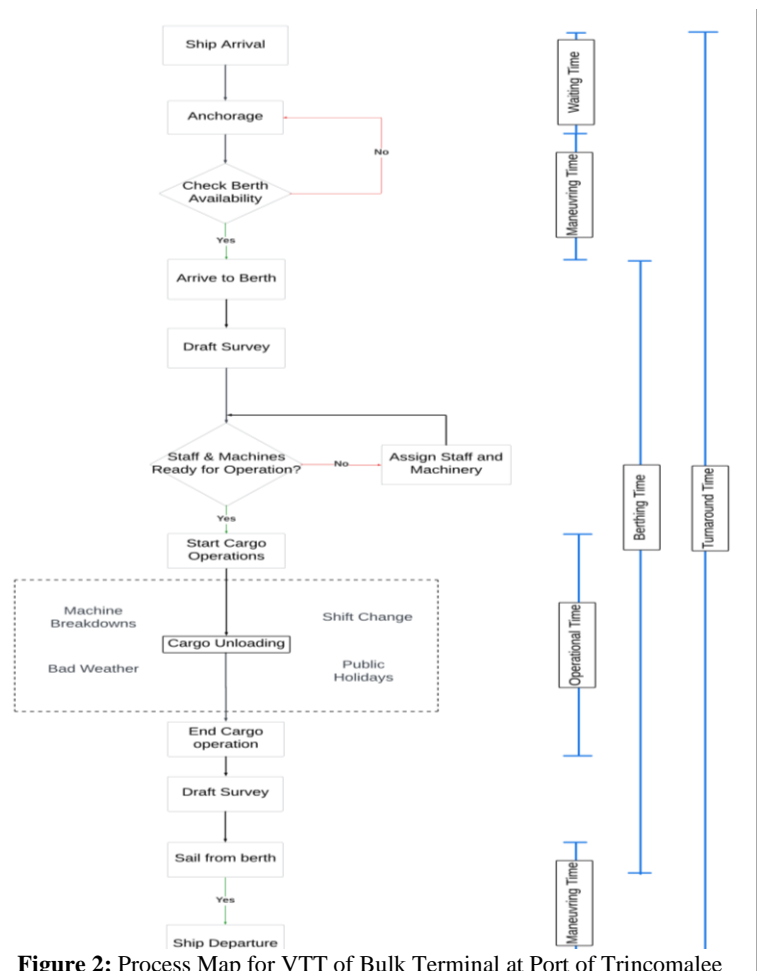 Ship Arrival
Waiting Time
Anchorage
No
Maneuvring Time
Check Berth
Availability
Yes
Arrive to Berth
Draft Survey
Staff & Machines
Ready for Operation?
No
Assign Staff and
Machinery
Berthing Time
Turnaround Time
Yes
Start Cargo
Operations
Machine
Breakdowns
Shift Change
Cargo Unloading
Operational Time
Bad Weather
Public
Holidays
End Cargo
operation
Draft Survey
Sail from berth
Maneuvring Time
Yes
Ship Departure
Figure 2: Process Map for VTT of Bulk Terminal at Port of Trincomalee